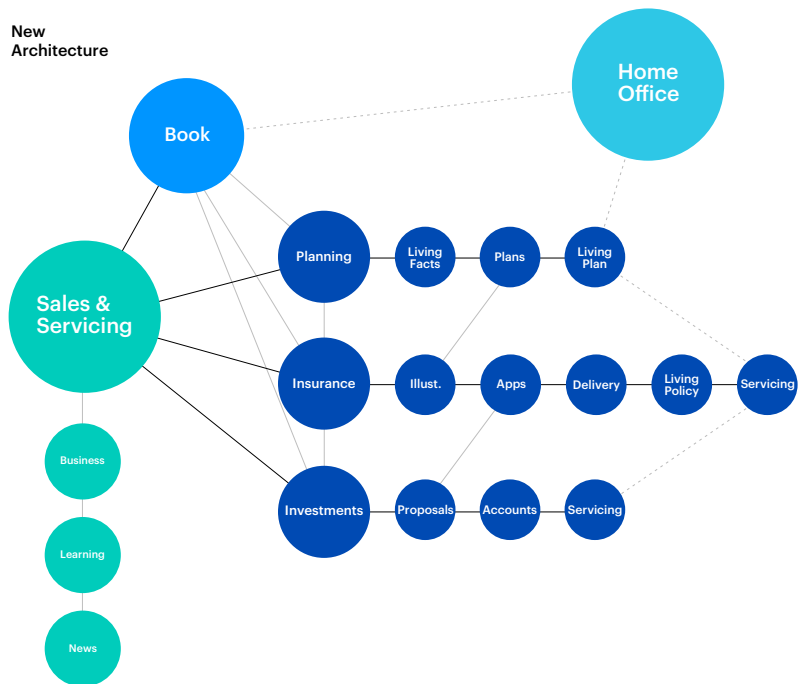 New
Architecture
Home
Office
Book
Planning
Living
Facts
Plans
Living
Plan
Sales &
Servicing
Insurance
Illust.
Apps
Delivery
Living
Policy
Servicing
Business
Investments
Proposals
Accounts
Servicing
Learning
News